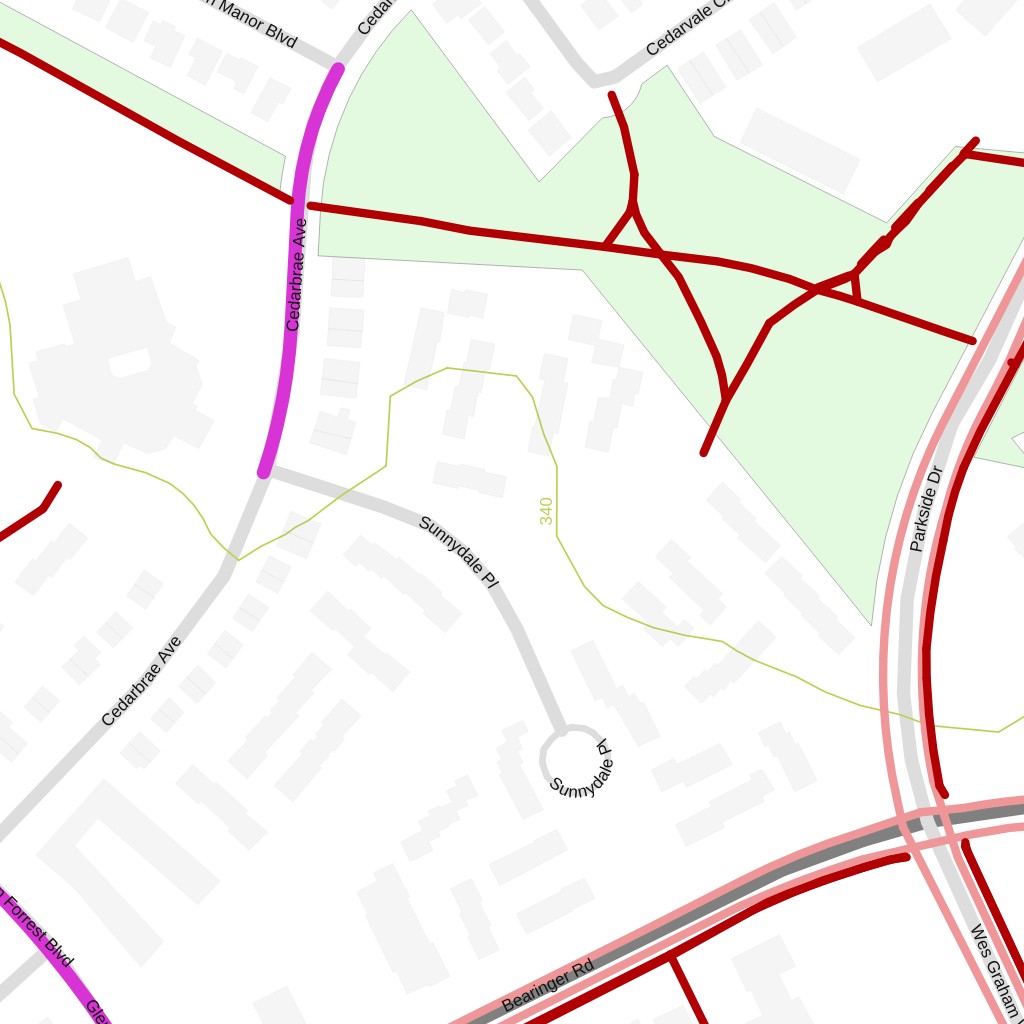 Manor Blvd
Cedarvale
Cedarbrae Ave
340
Parkside Dr
Sunnydale Pl
Cedarbrae Ave
Sunnydale Pl
Forrest Blvd
Bearinger Rd
Wes Graham